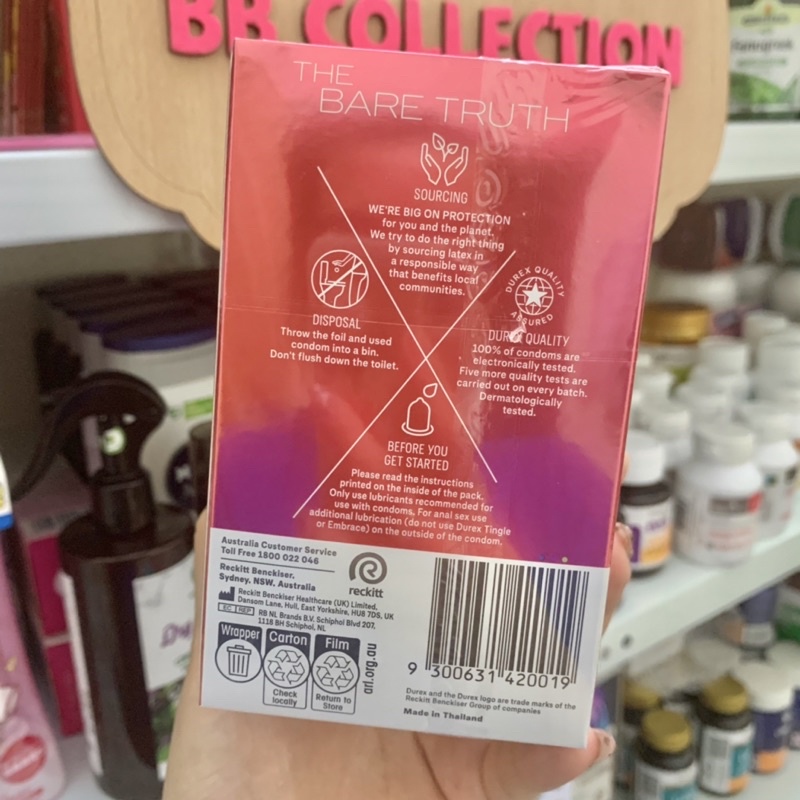 BB COLLECTION
THE
BARE TRUTH
SOURCING
WE'RE BIG ON PROTECTION
for you and the planet.
We try to do the right thing
by sourcing latex in
a responsible way
that benefits local
communities.
DISPOSAL
Throw the foil and used
condom into a bin.
Don't flush down the toilet.
DUREX QUALITY
ASSURED
DUREX QUALITY
100% of condoms are
electronically tested.
Five more quality tests are
carried out on every batch.
Dermatologically
tested.
BEFORE YOU
GET STARTED
Please read the instructions
printed on the inside of the pack.
Only use lubricants recommended for
use with condoms. For anal sex use
additional lubrication (do not use Durex Tingle
or Embrace) on the outside of the condom.
Australia Customer Service
Toll Free 1800 022 046
Reckitt Benckiser,
Sydney. NSW. Australia
reckitt
Reckitt Benckiser Healthcare (UK) Limited,
Dansom Lane, Hull, East Yorkshire, HU8 7DS, UK
EC REP
RB NL Brands B.V. Schiphol Blvd 207,
1118 BH Schiphol, NL
Wrapper
Carton
Check
locally
Film
Return to
Store
arl.org.au
9 300631 420019
Durex and the Durex logo are trade marks of the
Reckitt Benckiser Group of companies
Made in Thailand